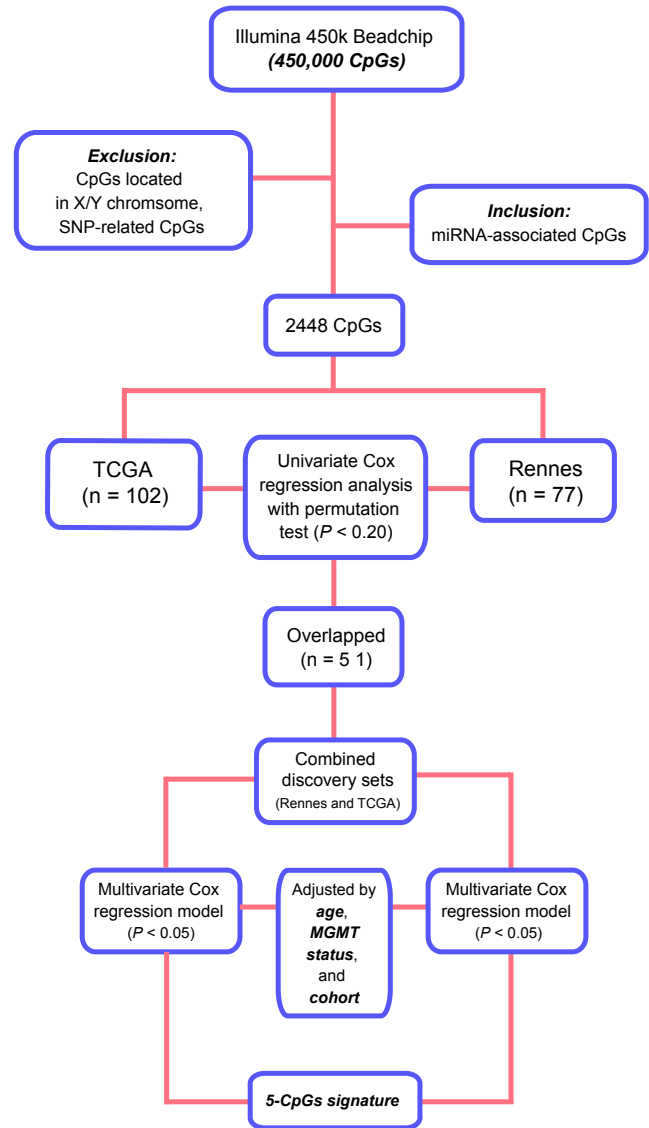 Illumina 450k Beadchip
(450,000 CpGs)
Exclusion:
CpGs located
in X/Y chromsome,
SNP-related CpGs
Inclusion:
miRNA-associated CpGs
2448 CpGs
TCGA
(n = 102)
Univariate Cox
regression analysis
with permutation
test (P < 0.20)
Rennes
(n = 77)
Overlapped
(n = 5 1)
Combined
discovery sets
(Rennes and TCGA)
Multivariate Cox
regression model
(P < 0.05)
Adjusted by
age,
MGMT
status,
and
cohort
Multivariate Cox
regression model
(P < 0.05)
5-CpGs signature